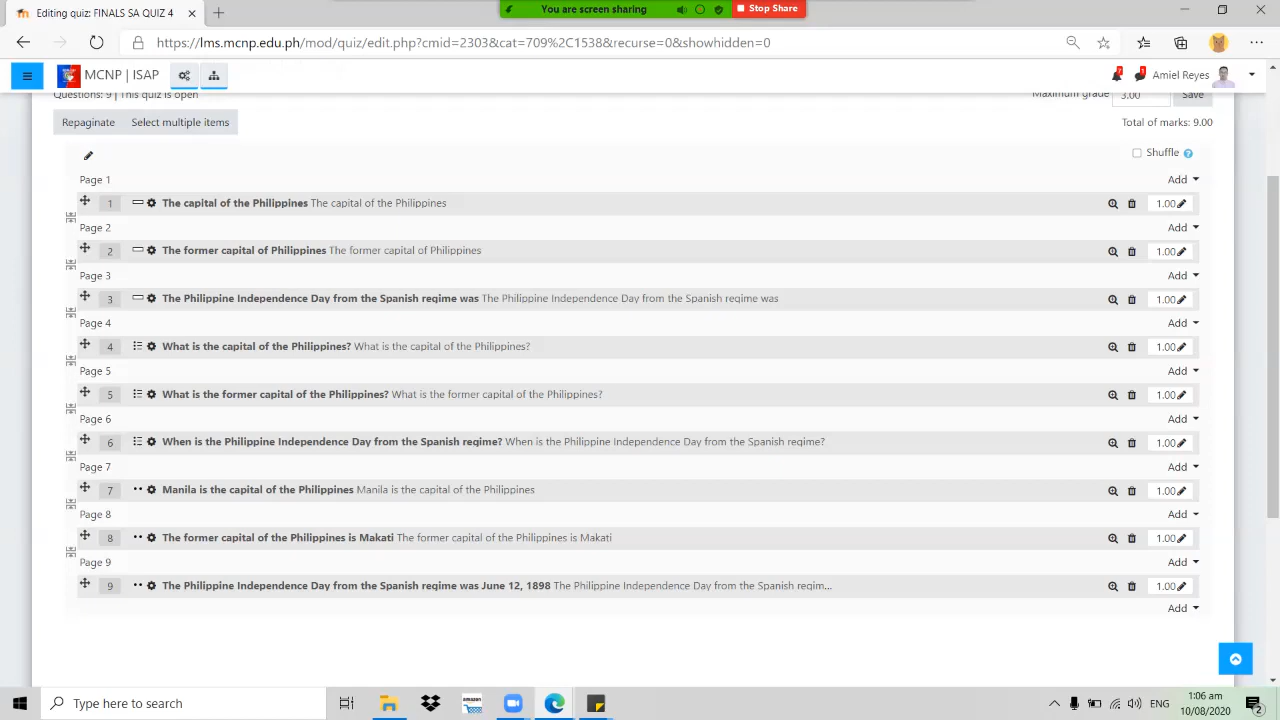 Editing quiz: FINALS SA QUIZ 4
You are screen sharing
Stop Share
https://lms.mcnp.edu.ph/mod/quiz/edit.php?cmid=2303&cat=709%2C1538&recurse=0&showhidden=0
MCNP | ISAP
Amiel Reyes
Questions: 9 | This quiz is open
Maximum grade 3.00 Save
Repaginate Select multiple items
Total of marks: 9.00
Shuffle
Page 1 Add
1 The capital of the Philippines The capital of the Philippines 1.00
Page 2 Add
2 The former capital of Philippines The former capital of Philippines 1.00
Page 3 Add
3 The Philippine Independence Day from the Spanish regime was The Philippine Independence Day from the Spanish regime was 1.00
Page 4 Add
4 What is the capital of the Philippines? What is the capital of the Philippines? 1.00
Page 5 Add
5 What is the former capital of the Philippines? What is the former capital of the Philippines? 1.00
Page 6 Add
6 When is the Philippine Independence Day from the Spanish regime? When is the Philippine Independence Day from the Spanish regime? 1.00
Page 7 Add
7 Manila is the capital of the Philippines Manila is the capital of the Philippines 1.00
Page 8 Add
8 The former capital of the Philippines is Makati The former capital of the Philippines is Makati 1.00
Page 9 Add
9 The Philippine Independence Day from the Spanish regime was June 12, 1898 The Philippine Independence Day from the Spanish regim... 1.00
Add
Type here to search
amazon
ENG
1:06 am
10/08/2020
2